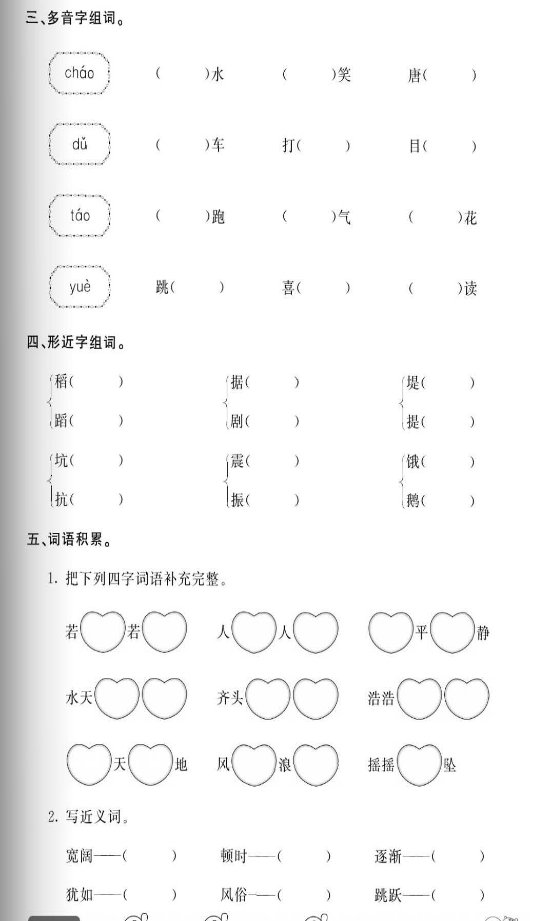 三、多音字组词。
cháo ( )水 ( )笑 唐( )
dǔ ( )车 打( ) 目( )
táo ( )跑 ( )气 ( )花
yuè 跳( ) 喜( ) ( )读
四、形近字组词。
稻( ) 据( ) 堤( )
蹈( ) 剧( ) 提( )
坑( ) 震( ) 饿( )
抗( ) 振( ) 鹅( )
五、词语积累。
1. 把下列四字词语补充完整。
若 若 人 人 平 静
水天 齐头 浩浩
天 地 风 浪 摇摇 坠
2. 写近义词。
宽阔——( ) 顿时——( ) 逐渐——( )
犹如——( ) 风俗——( ) 跳跃——( )